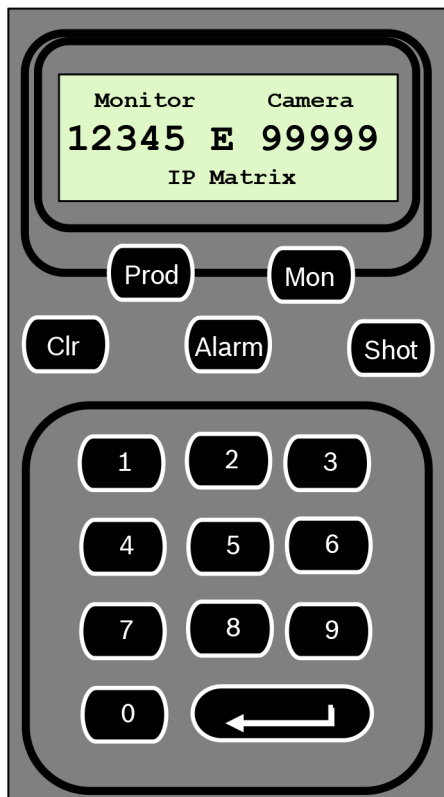 Monitor Camera
12345 E 99999
IP Matrix
Prod Mon
Clr Alarm Shot
1 2 3
4 5 6
7 8 9
0